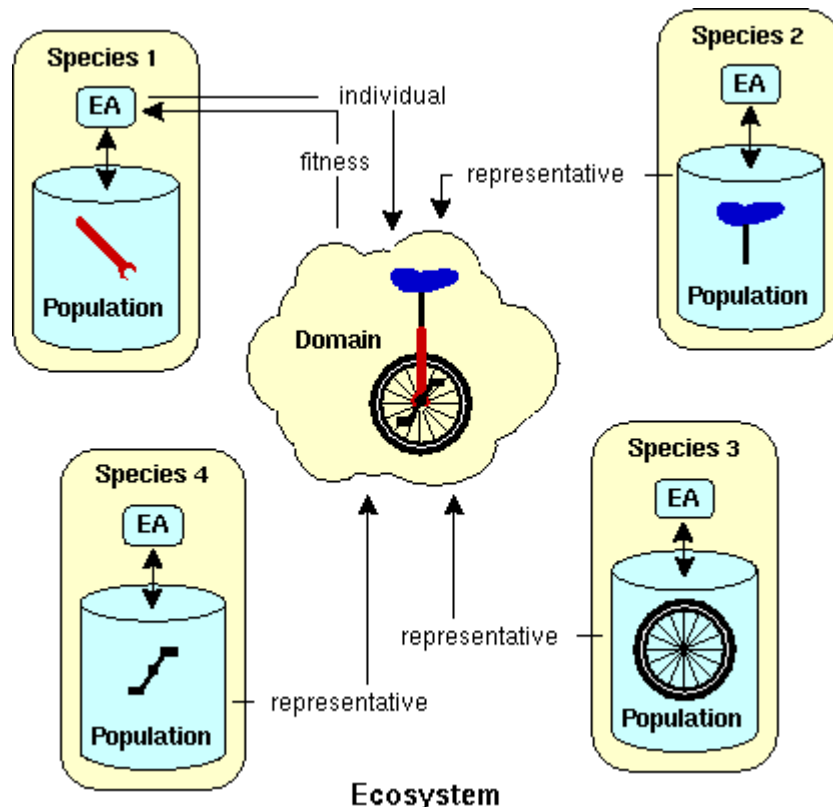 Species 1
EA
Population
individual
fitness
Species 2
EA
Population
representative
Domain
Species 4
EA
Population
representative
Species 3
EA
Population
representative
Ecosystem